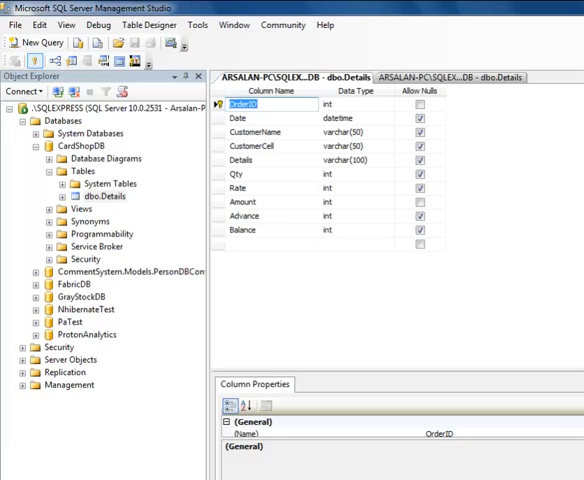 Microsoft SQL Server Management Studio
File Edit View Debug Table Designer Tools Window Community Help
New Query
Object Explorer
Connect
.\SQLEXPRESS (SQL Server 10.0.2531 - Arsalan-P
Databases
System Databases
CardShopDB
Database Diagrams
Tables
System Tables
dbo.Details
Views
Synonyms
Programmability
Service Broker
Security
CommentSystem.Models.PersonDBCon
FabricDB
GrayStockDB
NhibernateTest
PaTest
ProtonAnalytics
Security
Server Objects
Replication
Management
ARSALAN-PC\SQLEX...DB - dbo.Details ARSALAN-PC\SQLEX...DB - dbo.Details
Column Name Data Type Allow Nulls
OrderID int
Date datetime
CustomerName varchar(50)
CustomerCell varchar(50)
Details varchar(100)
Qty int
Rate int
Amount int
Advance int
Balance int
Column Properties
(General)
(Name) OrderID
(General)